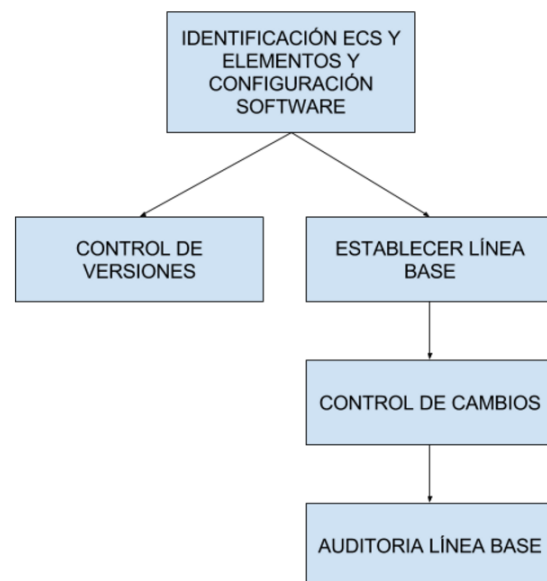 IDENTIFICACIÓN ECS Y
ELEMENTOS Y
CONFIGURACIÓN
SOFTWARE
CONTROL DE
VERSIONES
ESTABLECER LÍNEA
BASE
CONTROL DE CAMBIOS
AUDITORIA LÍNEA BASE